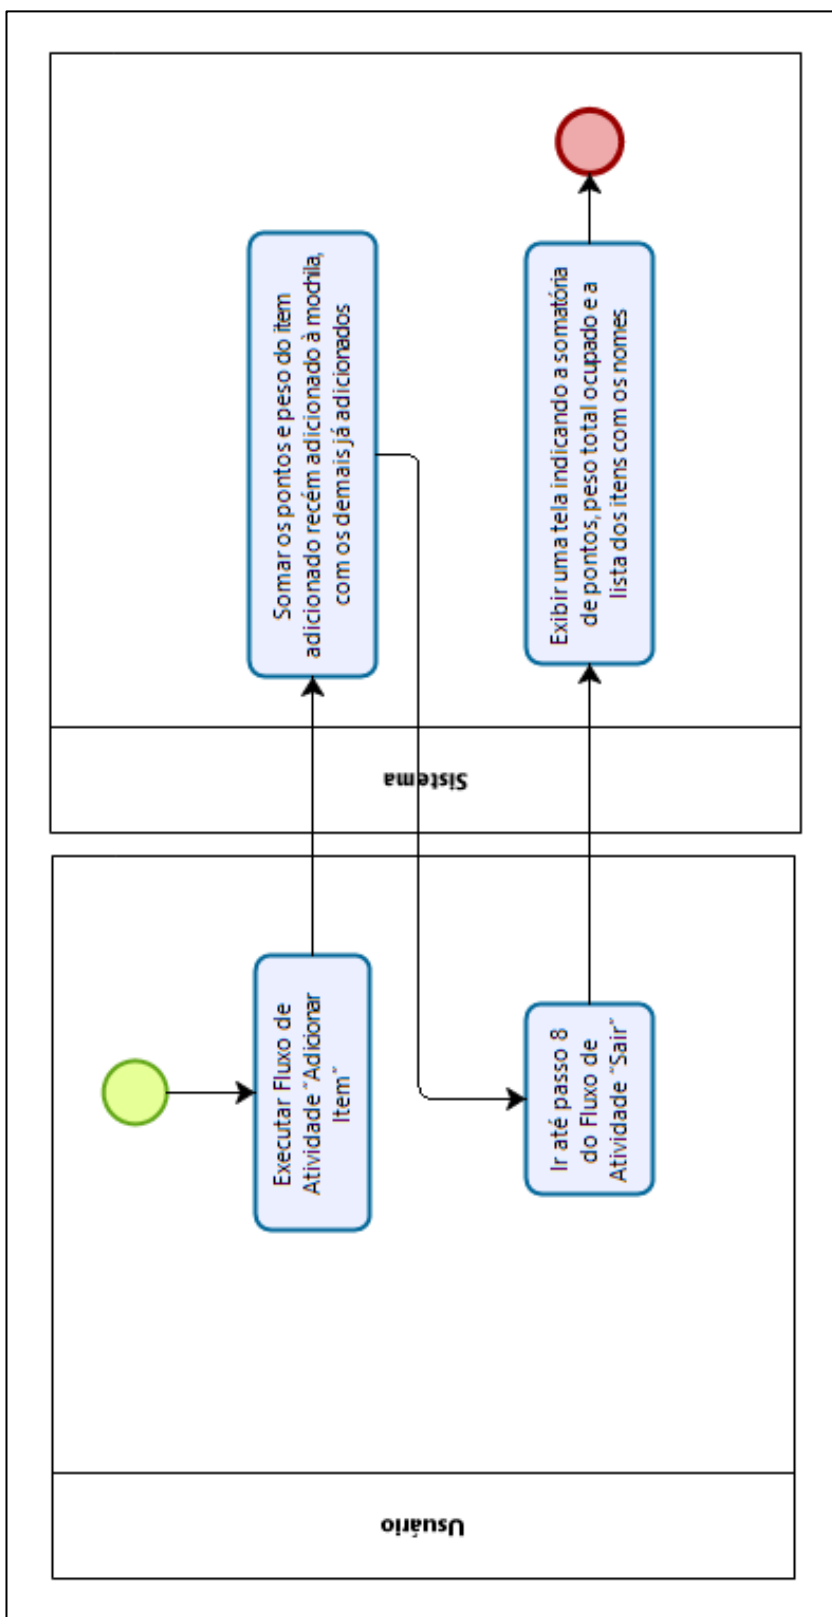 Sistema
Somar os pontos e peso do item
adicionado recém adicionado à mochila,
com os demais já adicionados
Exibir uma tela indicando a somatória
de pontos, peso total ocupado e a
lista dos itens com os nomes
Usuário
Executar Fluxo de
Atividade "Adicionar
Item"
Ir até passo 8
do Fluxo de
Atividade "Sair"